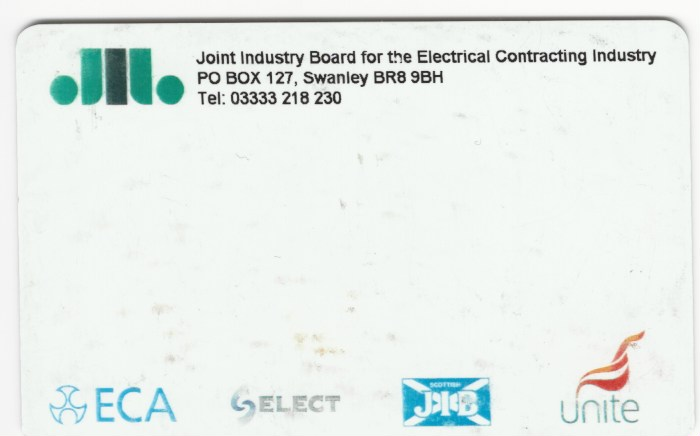 JIB
Joint Industry Board for the Electrical Contracting Industry
PO BOX 127, Swanley BR8 9BH
Tel: 03333 218 230
ECA
SELECT
SCOTTISH
JIB
unite